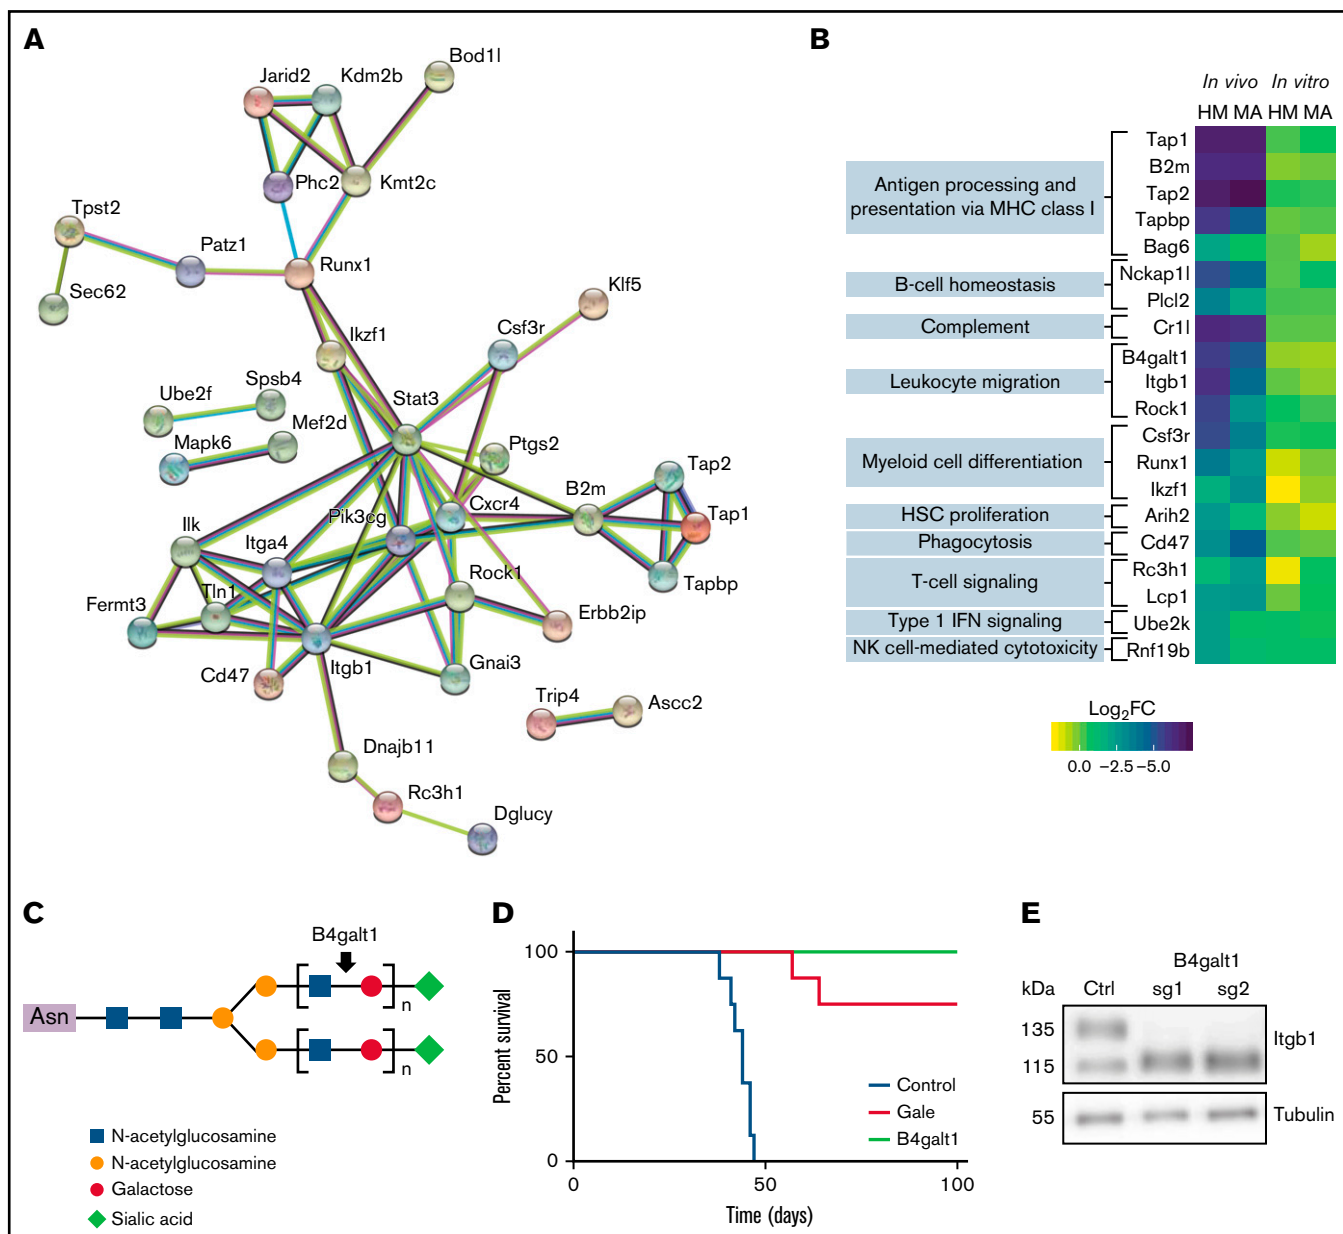 A
Bod1l
Jarid2
Kdm2b
Phc2
Kmt2c
Tpst2
Patz1
Runx1
Sec62
Klf5
Ikzf1
Csf3r
Ube2f
Spsb4
Stat3
Mapk6
Mef2d
Ptgs2
Tap2
B2m
Cxcr4
Tap1
Pik3cg
Ilk
Itga4
Rock1
Tapbp
Tln1
Fermt3
Erbb2ip
Itgb1
Cd47
Gnai3
Trip4
Ascc2
Dnajb11
Rc3h1
Dglucy
B
In vivo In vitro
HM MA HM MA
Antigen processing and
presentation via MHC class I
Tap1
B2m
Tap2
Tapbp
Bag6
B-cell homeostasis
Nckap1l
Plcl2
Complement
Cr1l
Leukocyte migration
B4galt1
Itgb1
Rock1
Myeloid cell differentiation
Csf3r
Runx1
Ikzf1
HSC proliferation
Arih2
Phagocytosis
Cd47
T-cell signaling
Rc3h1
Lcp1
Type 1 IFN signaling
Ube2k
NK cell-mediated cytotoxicity
Rnf19b
Log2FC
0.0 −2.5 −5.0
C
B4galt1
Asn
n
n
N-acetylglucosamine
N-acetylglucosamine
Galactose
Sialic acid
D
Percent survival
100
50
0
0 50 100
Time (days)
Control
Gale
B4galt1
E
B4galt1
kDa Ctrl sg1 sg2
135
115
Itgb1
55
Tubulin